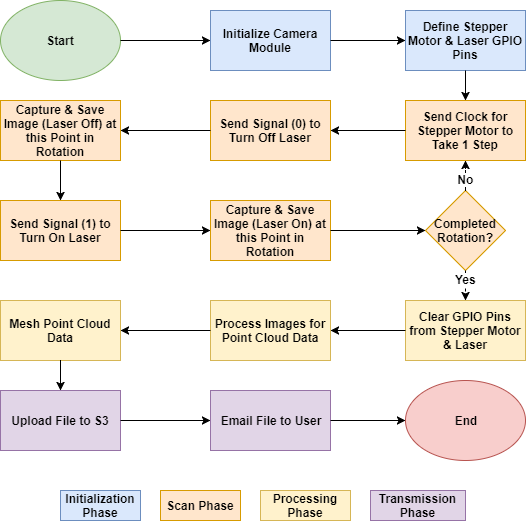 Start
Initialize Camera
Module
Define Stepper
Motor & Laser GPIO
Pins
Capture & Save
Image (Laser Off) at
this Point in
Rotation
Send Signal (0) to
Turn Off Laser
Send Clock for
Stepper Motor to
Take 1 Step
No
Send Signal (1) to
Turn On Laser
Capture & Save
Image (Laser On) at
this Point in
Rotation
Completed
Rotation?
Yes
Mesh Point Cloud
Data
Process Images for
Point Cloud Data
Clear GPIO Pins
from Stepper Motor
& Laser
Upload File to S3
Email File to User
End
Initialization
Phase
Scan Phase
Processing
Phase
Transmission
Phase